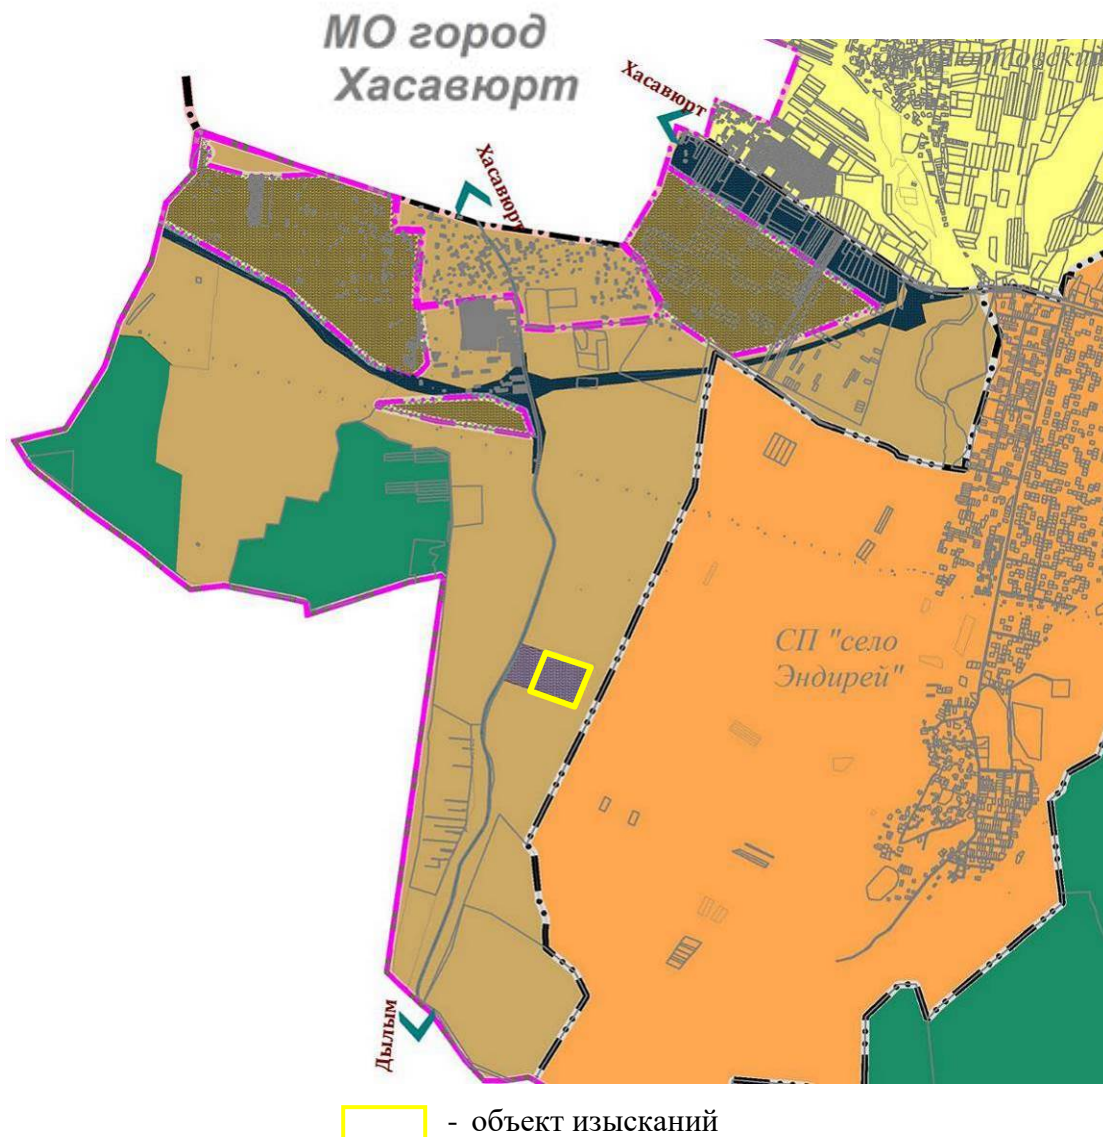 МО город
Хасавюрт
Хасавюрт
Хасавюрт
СП "село
Эндирей"
Дылым
- объект изысканий